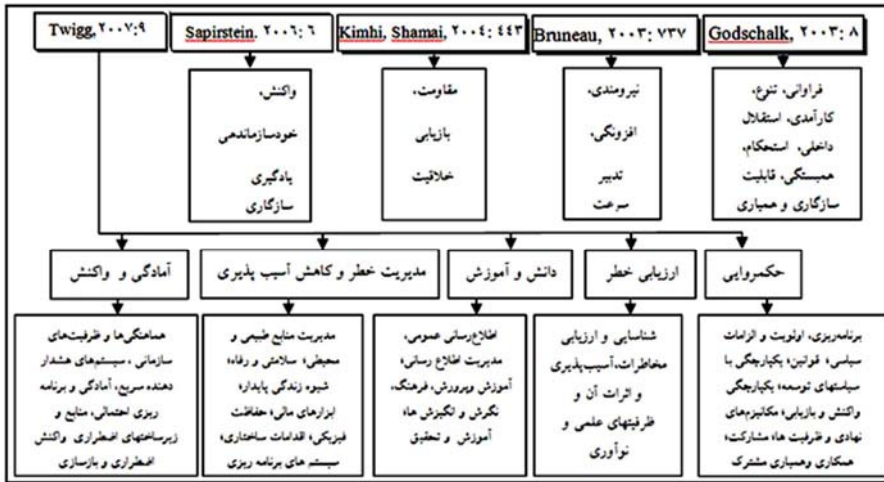 Godschalk, ۲۰۰۳: ۸
فراوانی، تنوع،
کارآمدی، استقلال
داخلی، استحکام،
همبستگی، قابلیت
سازگاری و همیاری
Bruneau, ۲۰۰۳: ۷۳۷
نیرومندی،
افزونگی،
تدبیر
سرعت
Kimhi, Shamai, ۲۰۰۴: ٤٤۳
مقاومت،
بازیابی
خلاقیت
Sapirstein. ۲۰۰٦: ٦
واکنش،
خودسازماندهی
یادگیری
سازگاری
Twigg, ۲۰۰۷:۹
حکمروایی
ارزیابی خطر
دانش و آموزش
مدیریت خطر و کاهش آسیب پذیری
آمادگی و واکنش
برنامه‌ریزی، اولویت و الزامات
سیاسی؛ قوانین؛ یکپارچگی با
سیاستهای توسعه؛ یکپارچگی
واکنش و بازیابی؛ مکانیزم‌های
نهادی و ظرفیت ها؛ مشارکت؛
همکاری وهمیاری مشترک
شناسایی و ارزیابی
مخاطرات، آسیب‌پذیری
و اثرات آن و
ظرفیتهای علمی و
نوآوری
اطلاع‌رسانی عمومی،
مدیریت اطلاع رسانی؛
آموزش وپرورش، فرهنگ،
نگرش و انگیزش ها؛
آموزش و تحقیق
مدیریت منابع طبیعی و
محیطی؛ سلامتی و رفاه؛
شیوه زندگی پایدار؛
ابزارهای مالی؛ حفاظت
فیزیکی؛ اقدامات ساختاری؛
سیستم های برنامه ریزی
هماهنگی‌ها و ظرفیت‌های
سازمانی ، سیستم‌های هشدار
دهنده سریع، آمادگی و برنامه
ریزی احتمالی، منابع و
زیرساختهای اضطراری واکنش
اضطراری و بازسازی